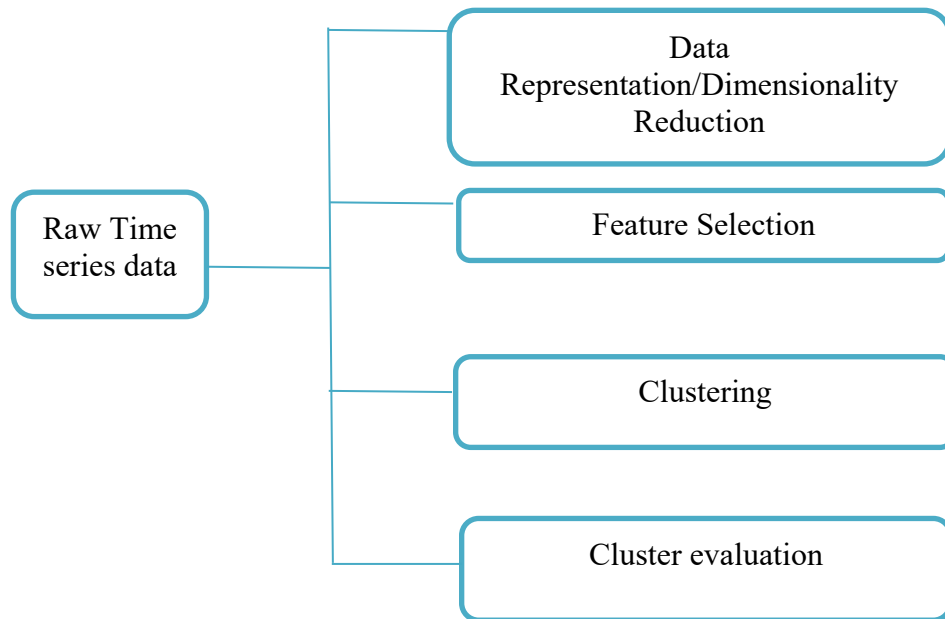 Data
Representation/Dimensionality
Reduction
Raw Time
series data
Feature Selection
Clustering
Cluster evaluation